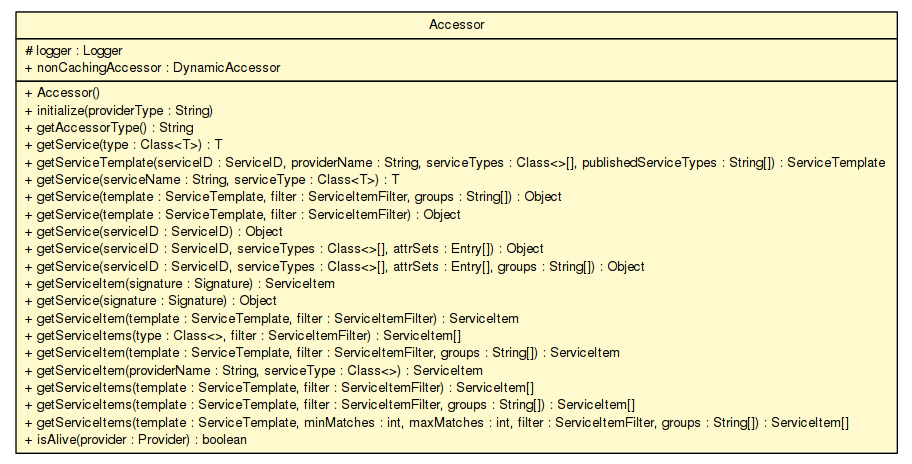 Accessor
# logger : Logger
+ nonCachingAccessor : DynamicAccessor
+ Accessor()
+ initialize(providerType : String)
+ getAccessorType() : String
+ getService(type : Class<T>) : T
+ getServiceTemplate(serviceID : ServiceID, providerName : String, serviceTypes : Class<>[], publishedServiceTypes : String[]) : ServiceTemplate
+ getService(serviceName : String, serviceType : Class<T>) : T
+ getService(template : ServiceTemplate, filter : ServiceItemFilter, groups : String[]) : Object
+ getService(template : ServiceTemplate, filter : ServiceItemFilter) : Object
+ getService(serviceID : ServiceID) : Object
+ getService(serviceID : ServiceID, serviceTypes : Class<>[], attrSets : Entry[]) : Object
+ getService(serviceID : ServiceID, serviceTypes : Class<>[], attrSets : Entry[], groups : String[]) : Object
+ getServiceItem(signature : Signature) : ServiceItem
+ getService(signature : Signature) : Object
+ getServiceItem(template : ServiceTemplate, filter : ServiceItemFilter) : ServiceItem
+ getServiceItems(type : Class<>, filter : ServiceItemFilter) : ServiceItem[]
+ getServiceItem(template : ServiceTemplate, filter : ServiceItemFilter, groups : String[]) : ServiceItem
+ getServiceItem(providerName : String, serviceType : Class<>) : ServiceItem
+ getServiceItems(template : ServiceTemplate, filter : ServiceItemFilter) : ServiceItem[]
+ getServiceItems(template : ServiceTemplate, filter : ServiceItemFilter, groups : String[]) : ServiceItem[]
+ getServiceItems(template : ServiceTemplate, minMatches : int, maxMatches : int, filter : ServiceItemFilter, groups : String[]) : ServiceItem[]
+ isAlive(provider : Provider) : boolean